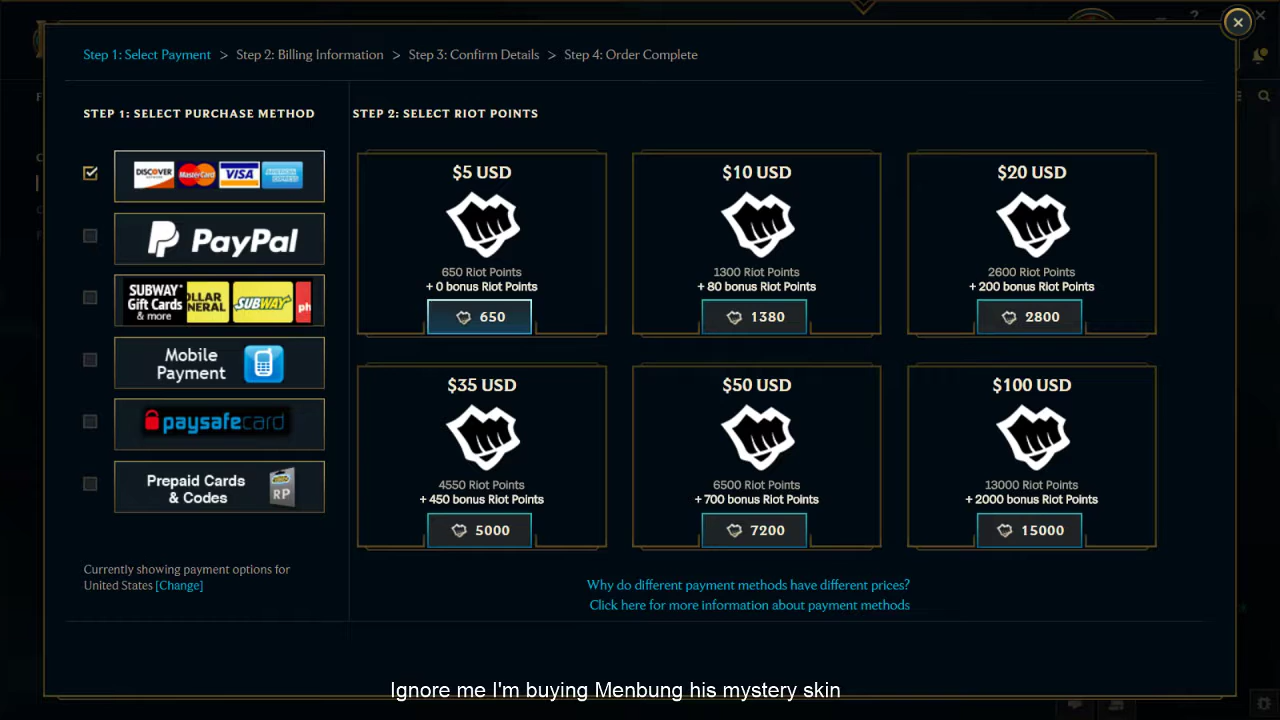 Step 1: Select Payment > Step 2: Billing Information > Step 3: Confirm Details > Step 4: Order Complete
STEP 1: SELECT PURCHASE METHOD
DISCOVER MasterCard VISA AMERICAN EXPRESS
PayPal
SUBWAY
Gift Cards
& more
OLLAR
NERAL
SUBWAY
ph
Mobile
Payment
paysafecard
Prepaid Cards
& Codes
RP
Currently showing payment options for
United States [Change]
STEP 2: SELECT RIOT POINTS
$5 USD
650 Riot Points
+ 0 bonus Riot Points
650
$10 USD
1300 Riot Points
+ 80 bonus Riot Points
1380
$20 USD
2600 Riot Points
+ 200 bonus Riot Points
2800
$35 USD
4550 Riot Points
+ 450 bonus Riot Points
5000
$50 USD
6500 Riot Points
+ 700 bonus Riot Points
7200
$100 USD
13000 Riot Points
+ 2000 bonus Riot Points
15000
Why do different payment methods have different prices?
Click here for more information about payment methods
Ignore me I'm buying Menbung his mystery skin